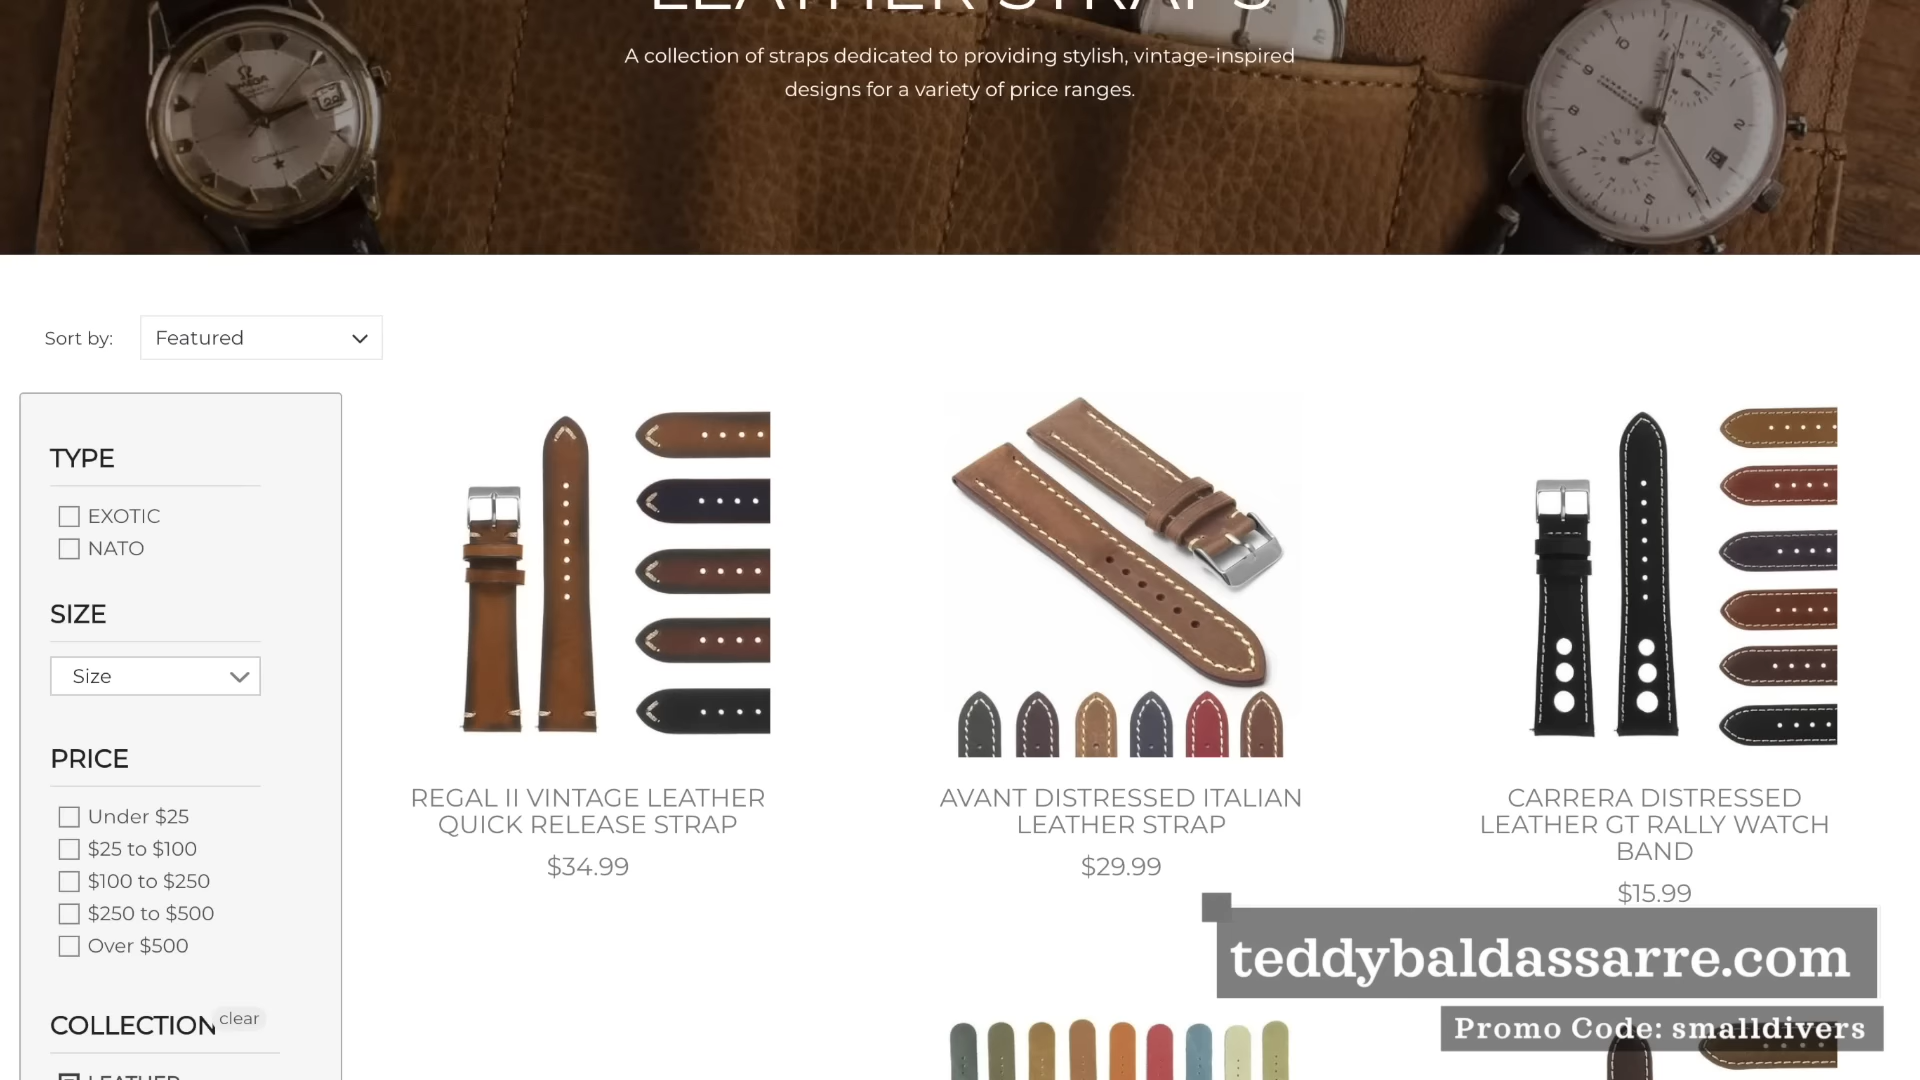 LEATHER STRAPS
A collection of straps dedicated to providing stylish, vintage-inspired
designs for a variety of price ranges.
Sort by:
Featured
TYPE
EXOTIC
NATO
SIZE
Size
PRICE
Under $25
$25 to $100
$100 to $250
$250 to $500
Over $500
COLLECTION
clear
LEATHER
REGAL II VINTAGE LEATHER
QUICK RELEASE STRAP
$34.99
AVANT DISTRESSED ITALIAN
LEATHER STRAP
$29.99
CARRERA DISTRESSED
LEATHER GT RALLY WATCH
BAND
$15.99
teddybaldassarre.com
Promo Code: smalldivers